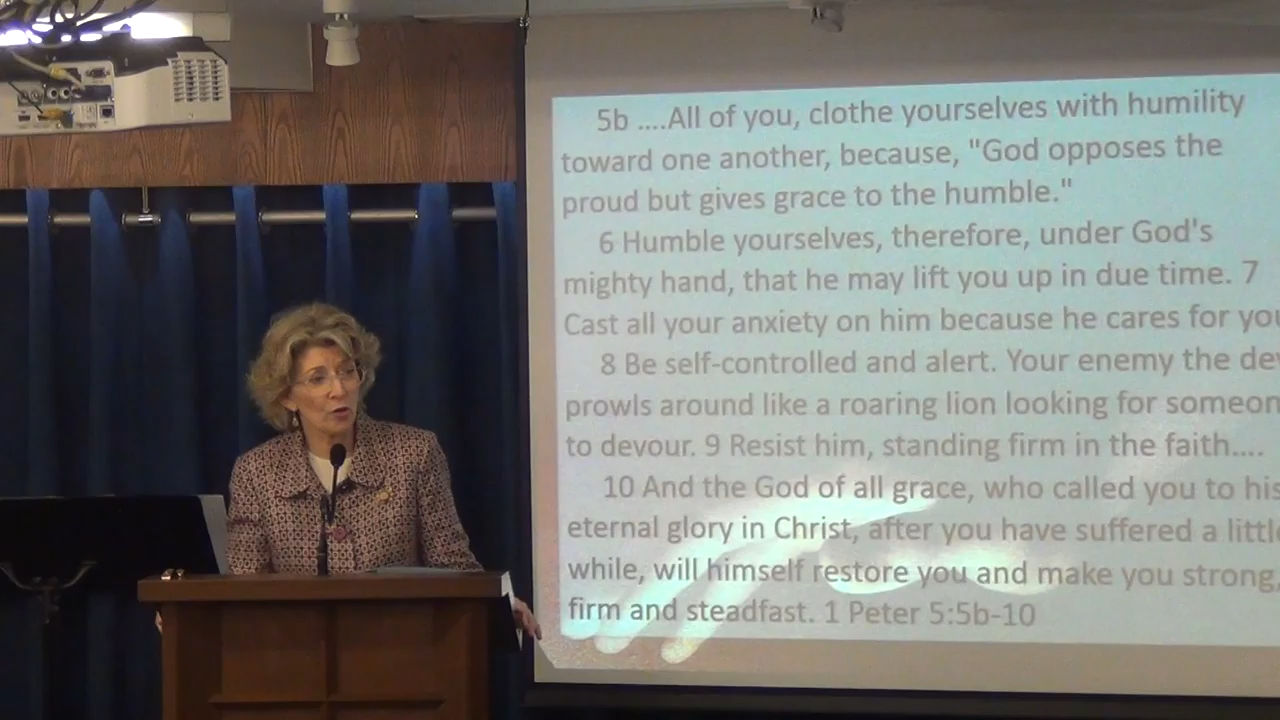 5b ....All of you, clothe yourselves with humility
toward one another, because, "God opposes the
proud but gives grace to the humble."
6 Humble yourselves, therefore, under God's
mighty hand, that he may lift you up in due time. 7
Cast all your anxiety on him because he cares for you
8 Be self-controlled and alert. Your enemy the de
prowls around like a roaring lion looking for someon
to devour. 9 Resist him, standing firm in the faith....
10 And the God of all grace, who called you to his
eternal glory in Christ, after you have suffered a little
while, will himself restore you and make you strong,
firm and steadfast. 1 Peter 5:5b-10